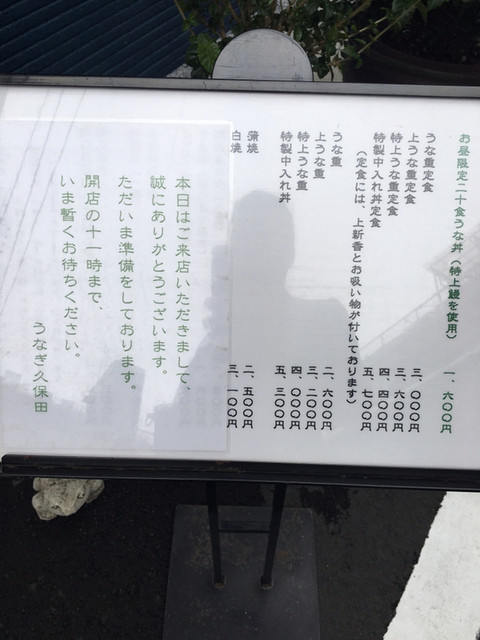 お昼限定二十食うな丼(特上鰻を使用) 一、六〇〇円
うな重定食 三、〇〇〇円
上うな重定食 三、六〇〇円
特上うな重定食 四、四〇〇円
特製中入れ丼定食 五、七〇〇円
(定食には、上新香とお吸い物が付いております)
うな重 二、六〇〇円
上うな重 三、二〇〇円
特上うな重 四、〇〇〇円
特製中入れ丼 五、三〇〇円
蒲焼 二、五〇〇円
白焼 三、一〇〇円
本日はご来店いただきまして、
誠にありがとうございます。
ただいま準備をしております。
開店の十一時まで、
いま暫くお待ちください。
うなぎ久保田